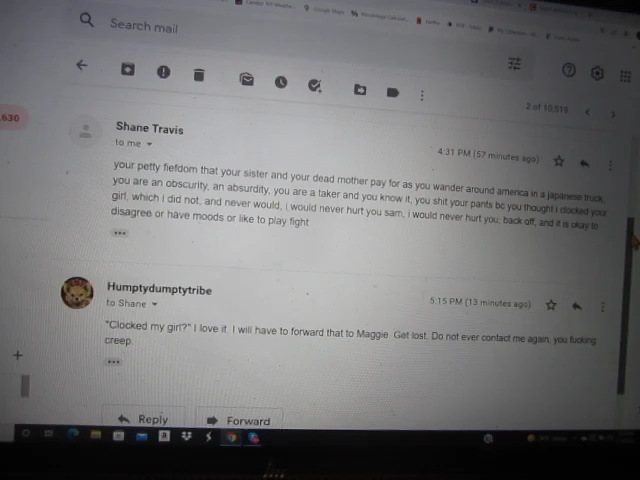 Search mail
630
2 of 10,515
Shane Travis
4:31 PM (57 minutes ago)
to me
your petty fiefdom that your sister and your dead mother pay for as you wander around america in a japanese truck,
you are an obscurity, an absurdity, you are a taker and you know it, you shit your pants bc you thought i clocked your
girl, which i did not, and never would, i would never hurt you sam, i would never hurt you; back off, and it is okay to
disagree or have moods or like to play fight
Humptydumptytribe
5:15 PM (13 minutes ago)
to Shane
"Clocked my girl?" I love it. I will have to forward that to Maggie. Get lost. Do not ever contact me again, you fucking
creep.
Reply
Forward